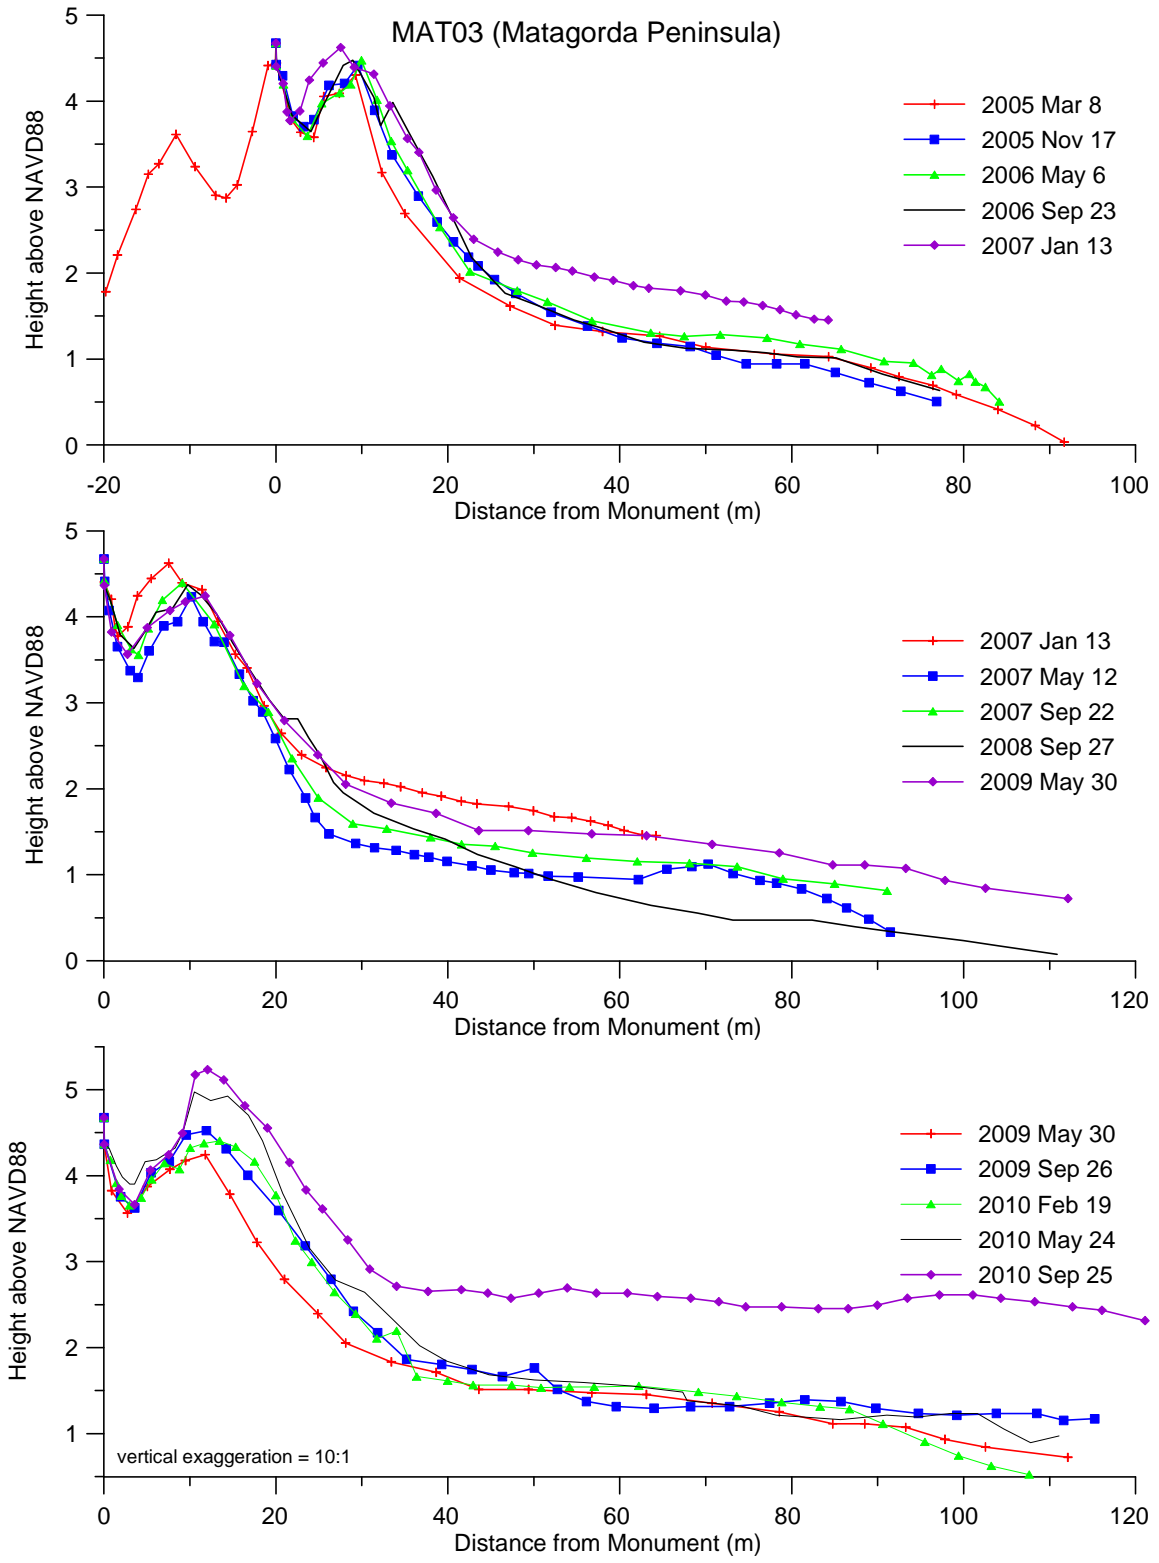 MAT03 (Matagorda Peninsula)
5
4
3
2
1
0
Height above NAVD88
-20
0
20
40
60
80
100
Distance from Monument (m)
2005 Mar 8
2005 Nov 17
2006 May 6
2006 Sep 23
2007 Jan 13
5
4
3
2
1
0
Height above NAVD88
0
20
40
60
80
100
120
Distance from Monument (m)
2007 Jan 13
2007 May 12
2007 Sep 22
2008 Sep 27
2009 May 30
5
4
3
2
1
Height above NAVD88
0
20
40
60
80
100
120
Distance from Monument (m)
2009 May 30
2009 Sep 26
2010 Feb 19
2010 May 24
2010 Sep 25
vertical exaggeration = 10:1